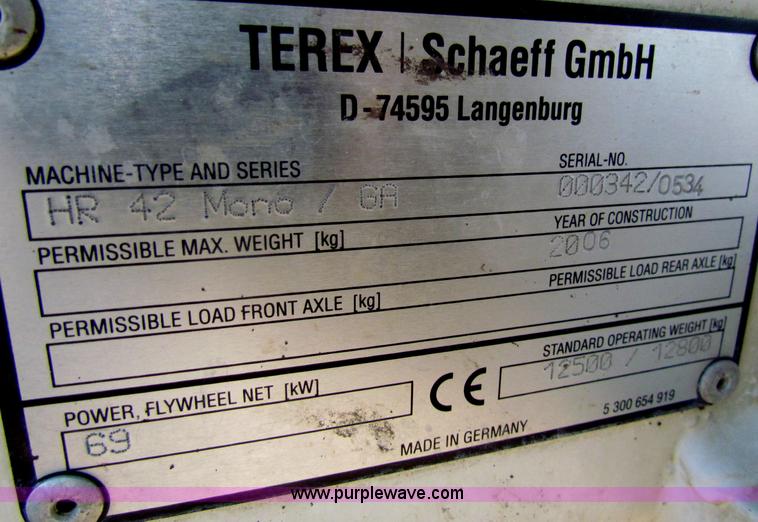 TEREX | Schaeff GmbH
D-74595 Langenburg
MACHINE-TYPE AND SERIES
SERIAL-NO.
HR 42 Mono / GA
000342/0534
PERMISSIBLE MAX. WEIGHT [kg]
YEAR OF CONSTRUCTION
2006
PERMISSIBLE LOAD FRONT AXLE [kg]
PERMISSIBLE LOAD REAR AXLE [kg]
POWER, FLYWHEEL NET [kW]
STANDARD OPERATING WEIGHT [kg]
69
CE
12500 / 12800
MADE IN GERMANY
5 300 654 919
www.purplewave.com